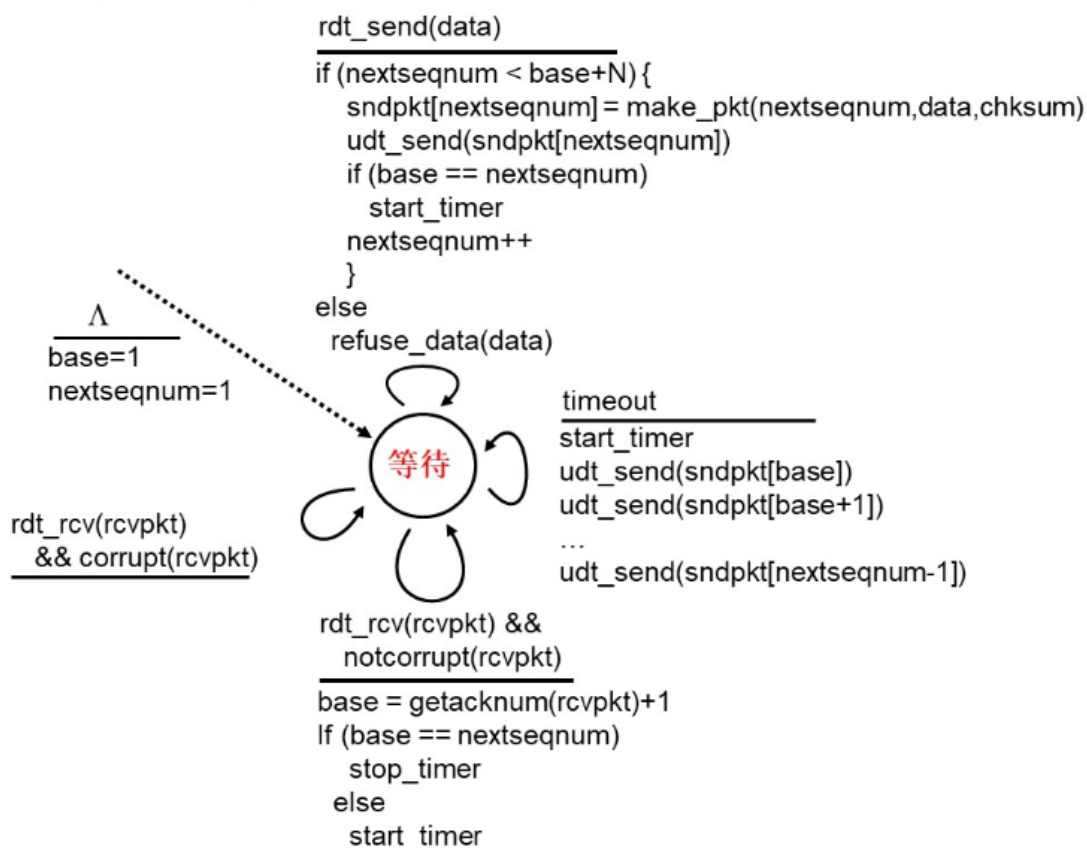 rdt_send(data)
if (nextseqnum < base+N) {
sndpkt[nextseqnum] = make_pkt(nextseqnum,data,chksum)
udt_send(sndpkt[nextseqnum])
if (base == nextseqnum)
start_timer
nextseqnum++
}
else
refuse_data(data)
Λ
base=1
nextseqnum=1
等待
timeout
start_timer
udt_send(sndpkt[base])
udt_send(sndpkt[base+1])
...
udt_send(sndpkt[nextseqnum-1])
rdt_rcv(rcvpkt)
&& corrupt(rcvpkt)
rdt_rcv(rcvpkt) &&
notcorrupt(rcvpkt)
base = getacknum(rcvpkt)+1
If (base == nextseqnum)
stop_timer
else
start_timer